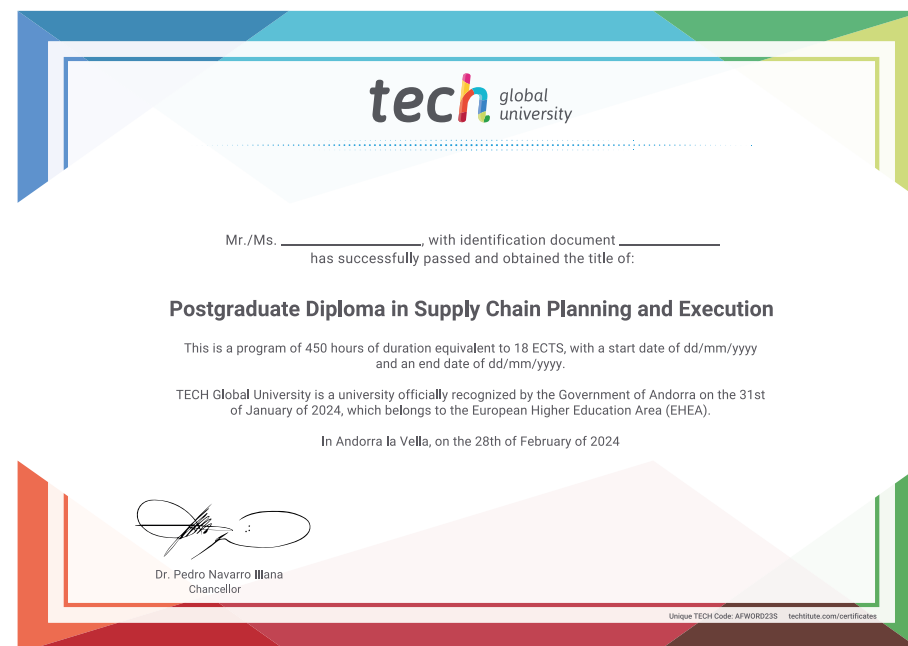 tech global university
Mr./Ms. ____________________, with identification document ______________
has successfully passed and obtained the title of:
Postgraduate Diploma in Supply Chain Planning and Execution
This is a program of 450 hours of duration equivalent to 18 ECTS, with a start date of dd/mm/yyyy
and an end date of dd/mm/yyyy.
TECH Global University is a university officially recognized by the Government of Andorra on the 31st
of January of 2024, which belongs to the European Higher Education Area (EHEA).
In Andorra la Vella, on the 28th of February of 2024
Dr. Pedro Navarro Illana
Chancellor
Unique TECH Code: AFWORD23S techtitute.com/certificates